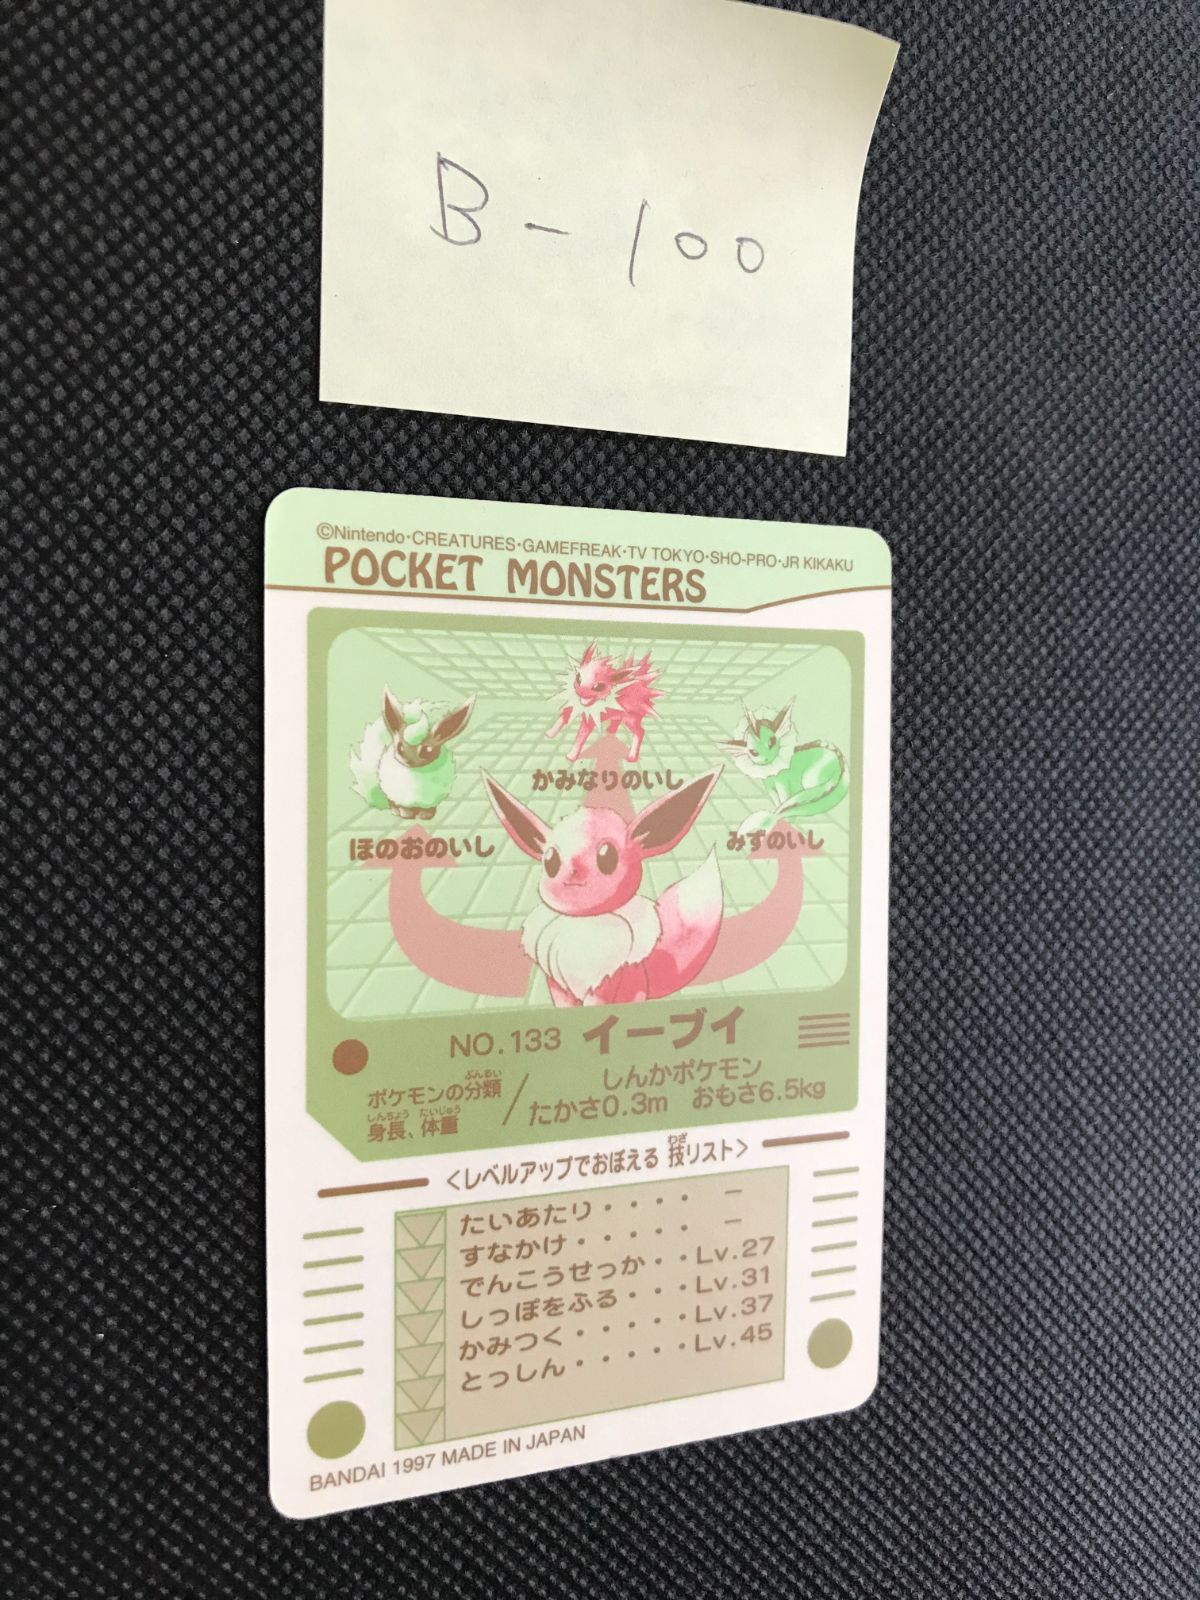 B-100
©Nintendo・CREATURES・GAMEFREAK・TV TOKYO・SHO-PRO・JR KIKAKU
POCKET MONSTERS
かみなりのいし
ほのおのいし
みずのいし
NO.133 イーブイ
ポケモンの分類 ぶんるい
身長、体重 しんちょう たいじゅう
しんかポケモン
たかさ0.3m おもさ6.5kg
<レベルアップでおぼえる 技リスト> わざ
たいあたり・・・・ −
すなかけ・・・・・ −
でんこうせっか・・Lv.27
しっぽをふる・・・Lv.31
かみつく・・・・・Lv.37
とっしん・・・・・Lv.45
BANDAI 1997 MADE IN JAPAN